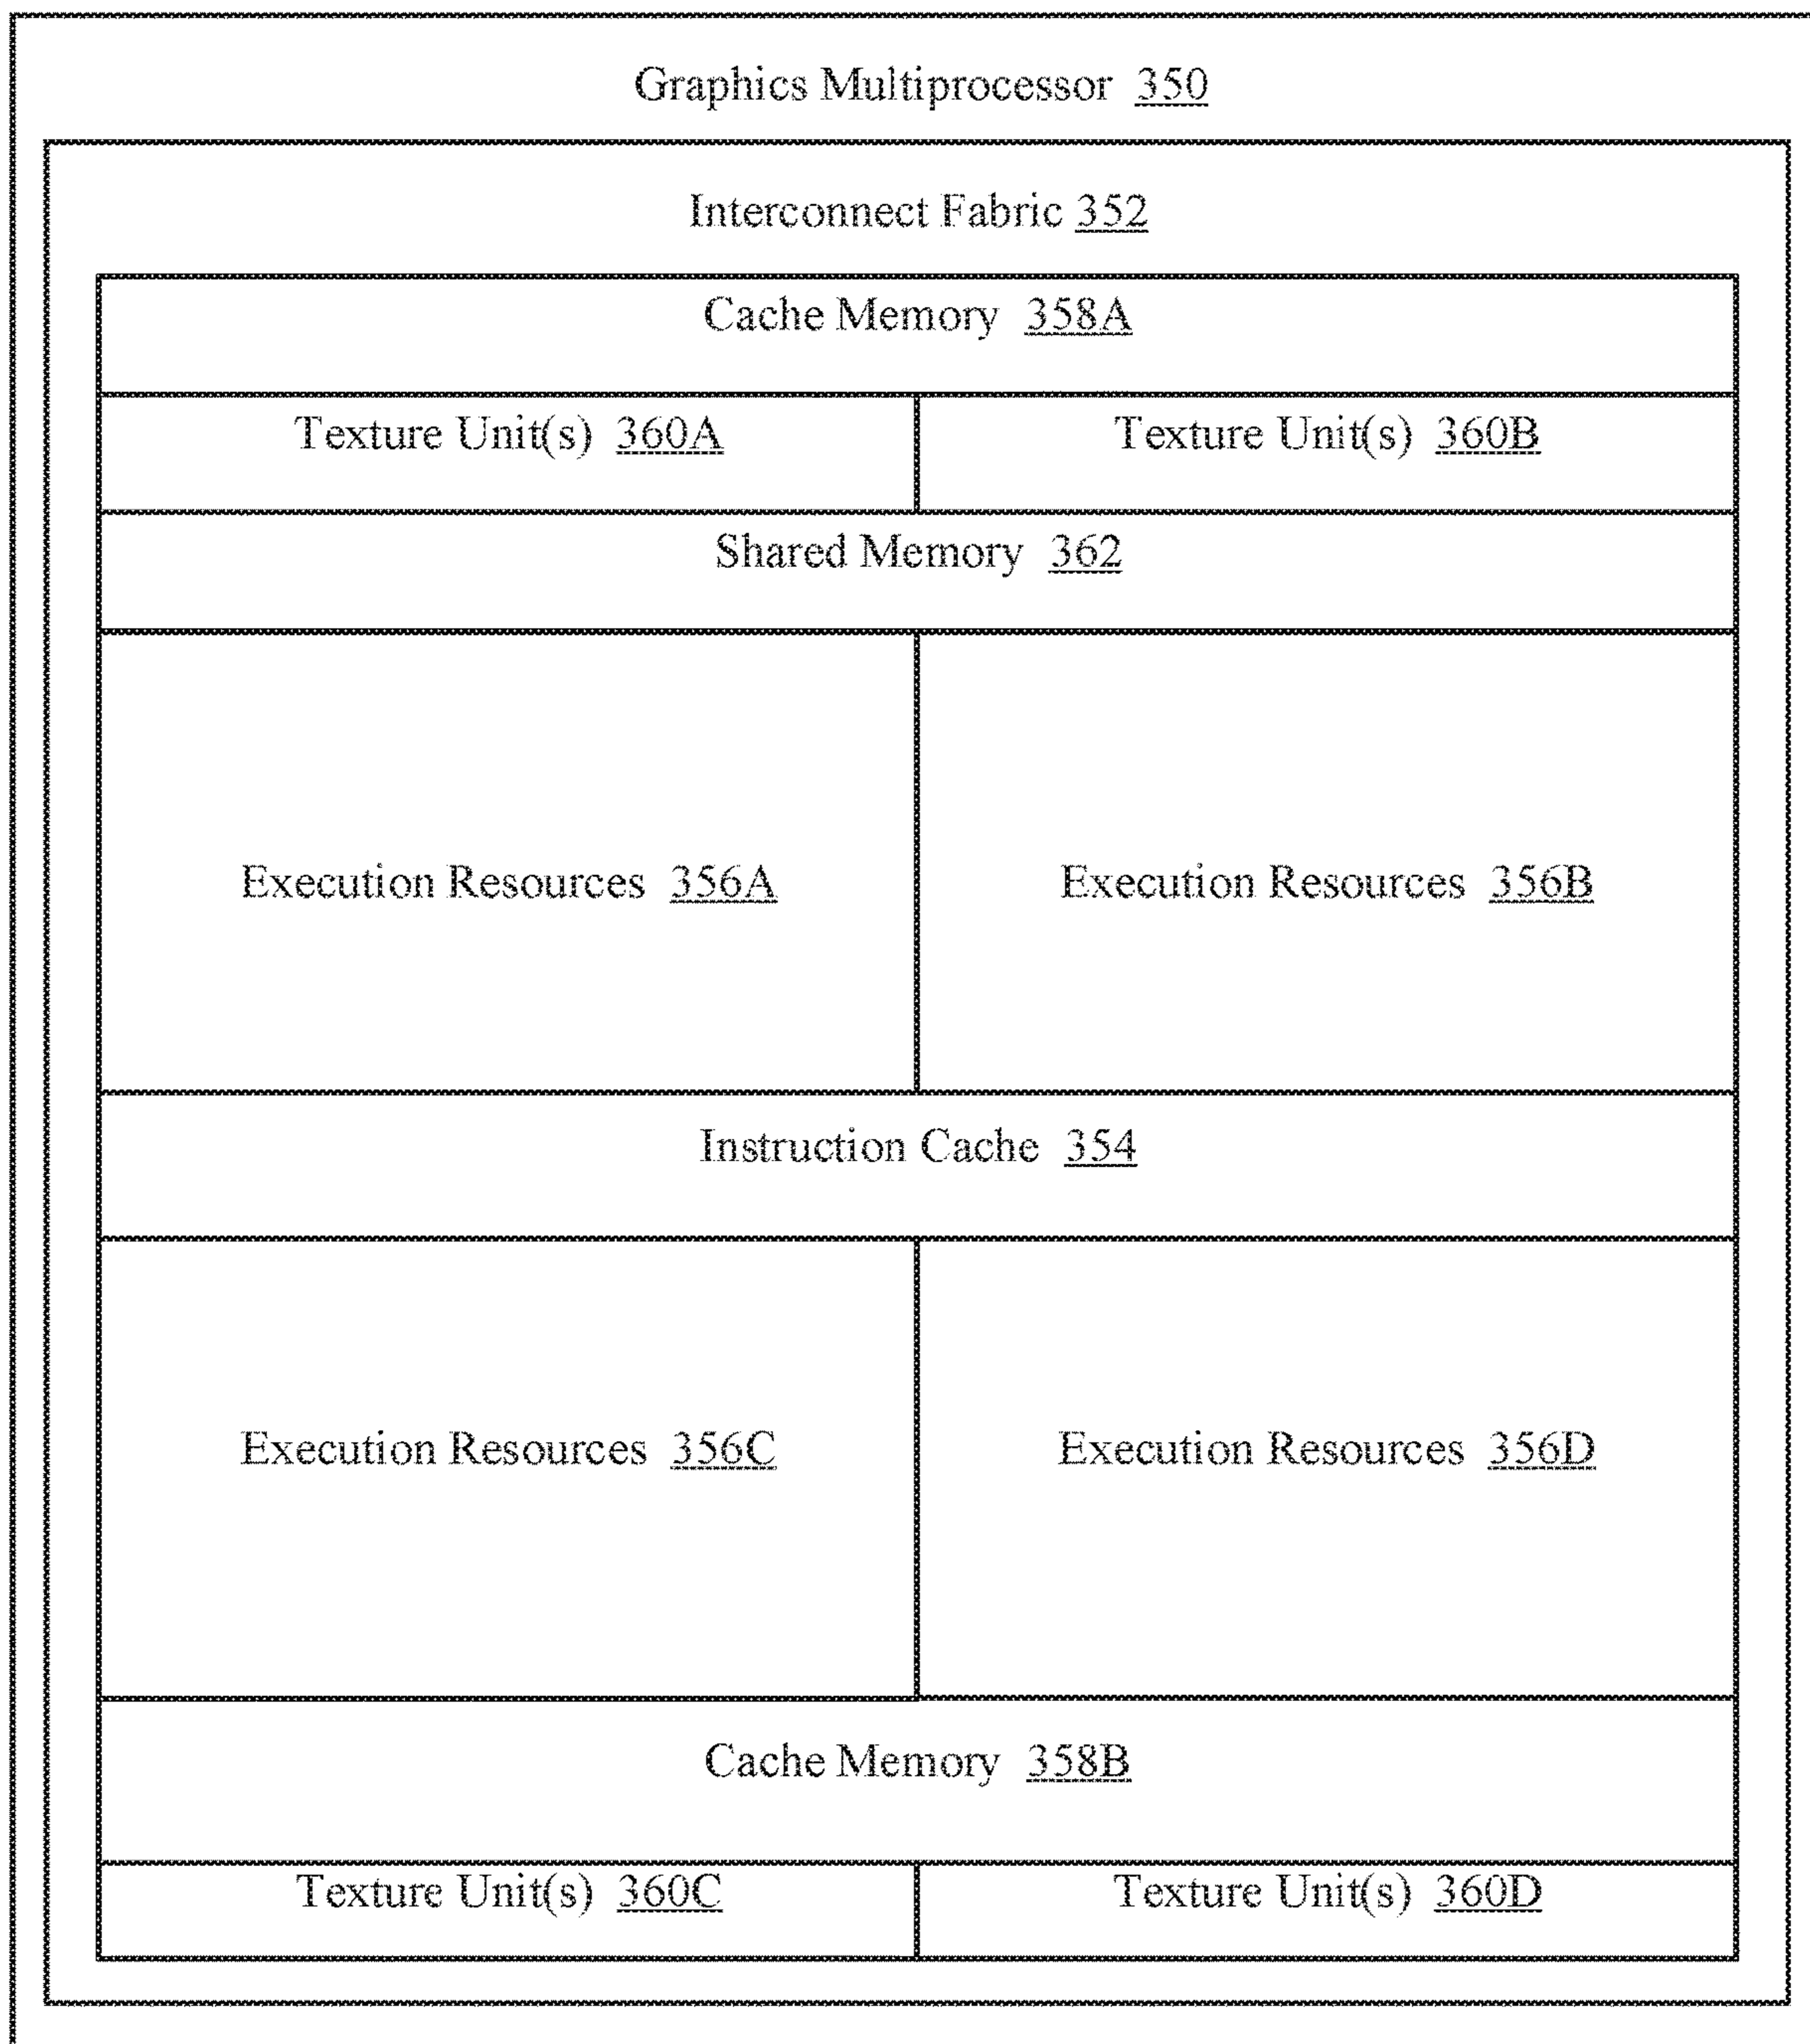 Graphics Multiprocessor 350
Interconnect Fabric 352
Cache Memory 358A
Texture Unit(s) 360A
Texture Unit(s) 360B
Shared Memory 362
Execution Resources 356A
Execution Resources 356B
Instruction Cache 354
Execution Resources 356C
Execution Resources 356D
Cache Memory 358B
Texture Unit(s) 360C
Texture Unit(s) 360D